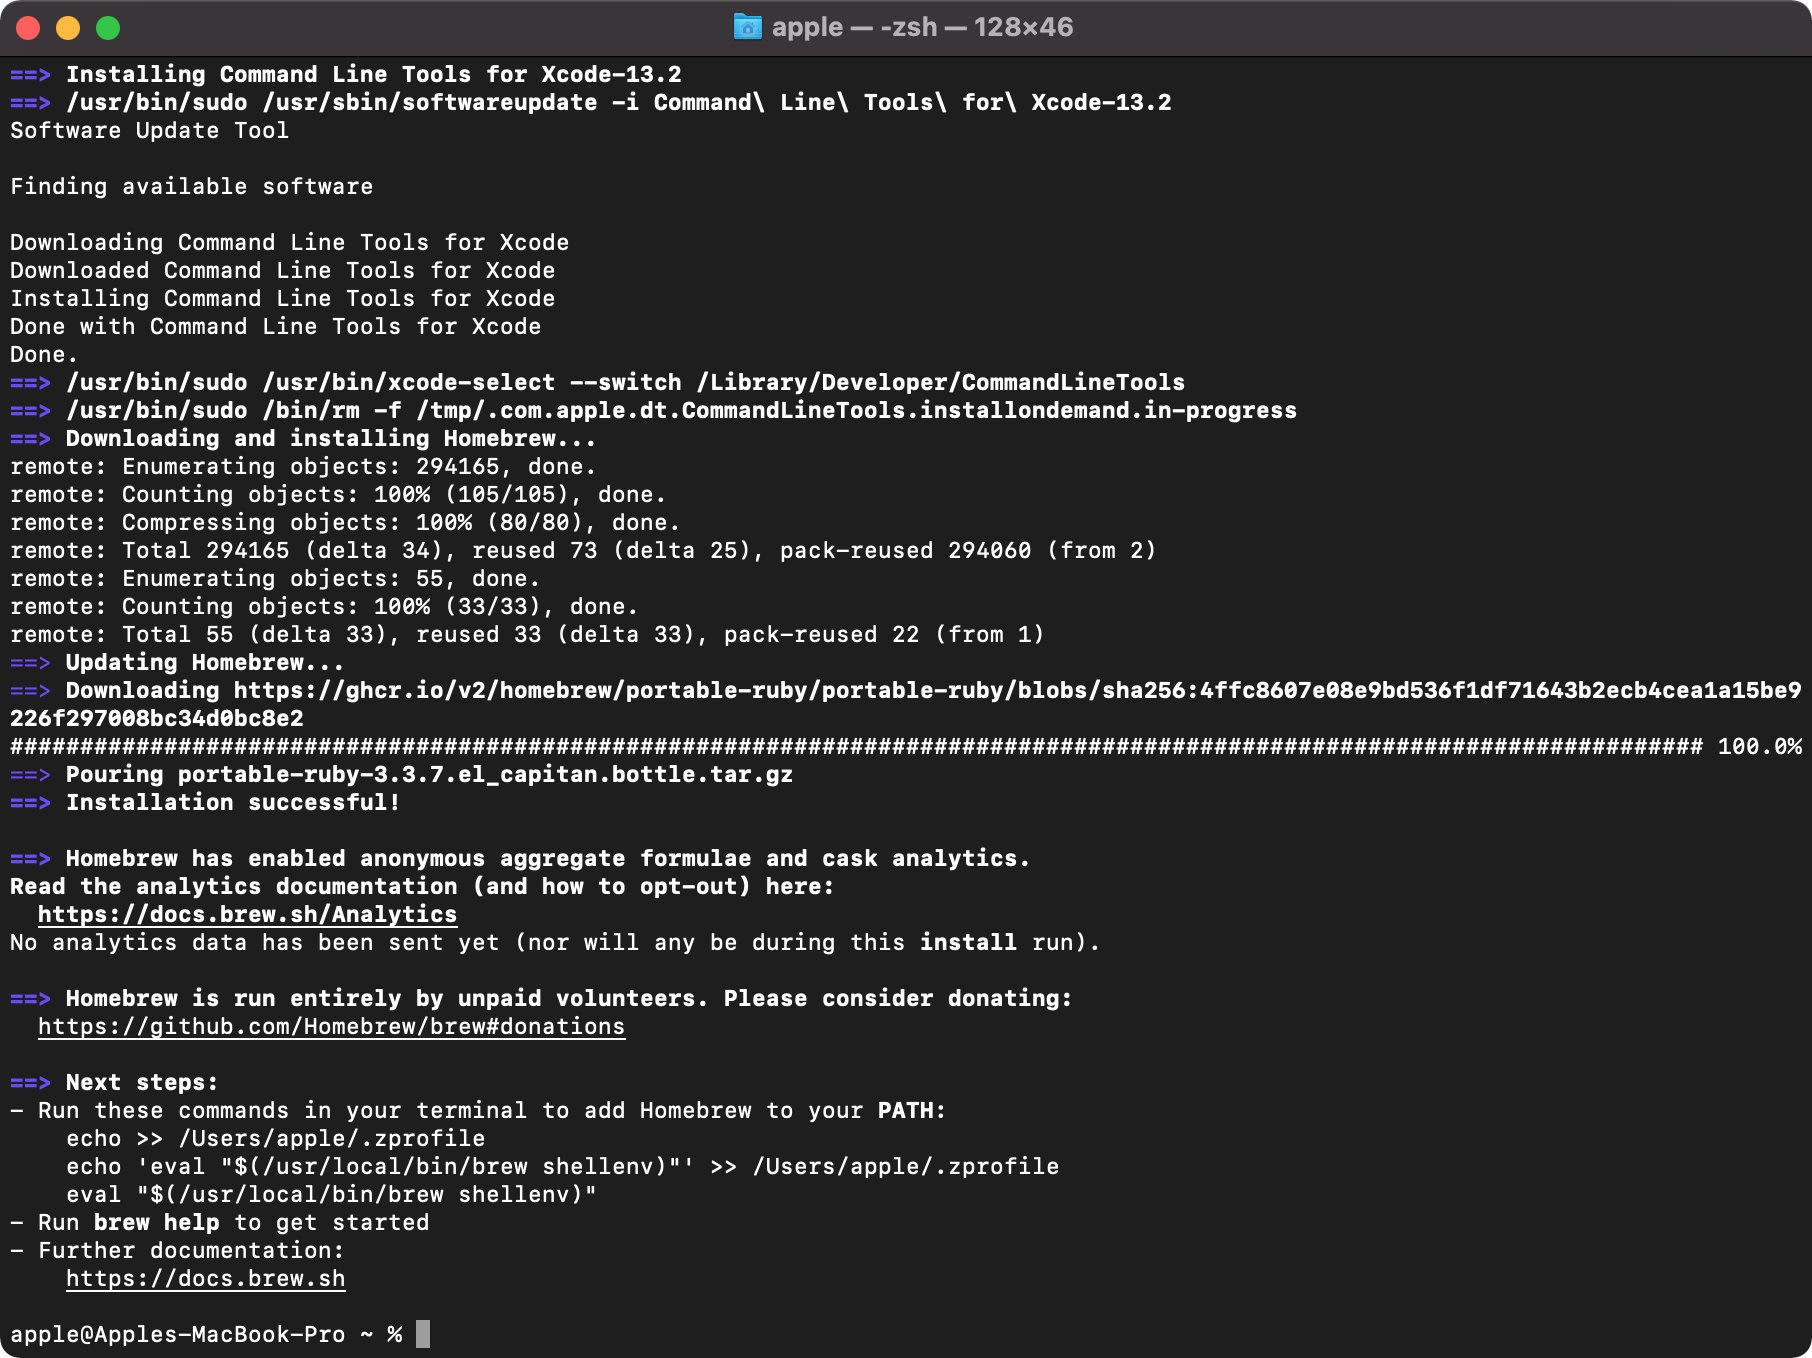 apple — -zsh — 128×46
==> Installing Command Line Tools for Xcode-13.2
==> /usr/bin/sudo /usr/sbin/softwareupdate -i Command\ Line\ Tools\ for\ Xcode-13.2
Software Update Tool

Finding available software

Downloading Command Line Tools for Xcode
Downloaded Command Line Tools for Xcode
Installing Command Line Tools for Xcode
Done with Command Line Tools for Xcode
Done.
==> /usr/bin/sudo /usr/bin/xcode-select --switch /Library/Developer/CommandLineTools
==> /usr/bin/sudo /bin/rm -f /tmp/.com.apple.dt.CommandLineTools.installondemand.in-progress
==> Downloading and installing Homebrew...
remote: Enumerating objects: 294165, done.
remote: Counting objects: 100% (105/105), done.
remote: Compressing objects: 100% (80/80), done.
remote: Total 294165 (delta 34), reused 73 (delta 25), pack-reused 294060 (from 2)
remote: Enumerating objects: 55, done.
remote: Counting objects: 100% (33/33), done.
remote: Total 55 (delta 33), reused 33 (delta 33), pack-reused 22 (from 1)
==> Updating Homebrew...
==> Downloading https://ghcr.io/v2/homebrew/portable-ruby/portable-ruby/blobs/sha256:4ffc8607e08e9bd536f1df71643b2ecb4cea1a15be9
226f297008bc34d0bc8e2
######################################################################################################################### 100.0%
==> Pouring portable-ruby-3.3.7.el_capitan.bottle.tar.gz
==> Installation successful!

==> Homebrew has enabled anonymous aggregate formulae and cask analytics.
Read the analytics documentation (and how to opt-out) here:
  https://docs.brew.sh/Analytics
No analytics data has been sent yet (nor will any be during this install run).

==> Homebrew is run entirely by unpaid volunteers. Please consider donating:
  https://github.com/Homebrew/brew#donations

==> Next steps:
- Run these commands in your terminal to add Homebrew to your PATH:
    echo >> /Users/apple/.zprofile
    echo 'eval "$(/usr/local/bin/brew shellenv)"' >> /Users/apple/.zprofile
    eval "$(/usr/local/bin/brew shellenv)"
- Run brew help to get started
- Further documentation:
    https://docs.brew.sh

apple@Apples-MacBook-Pro ~ %